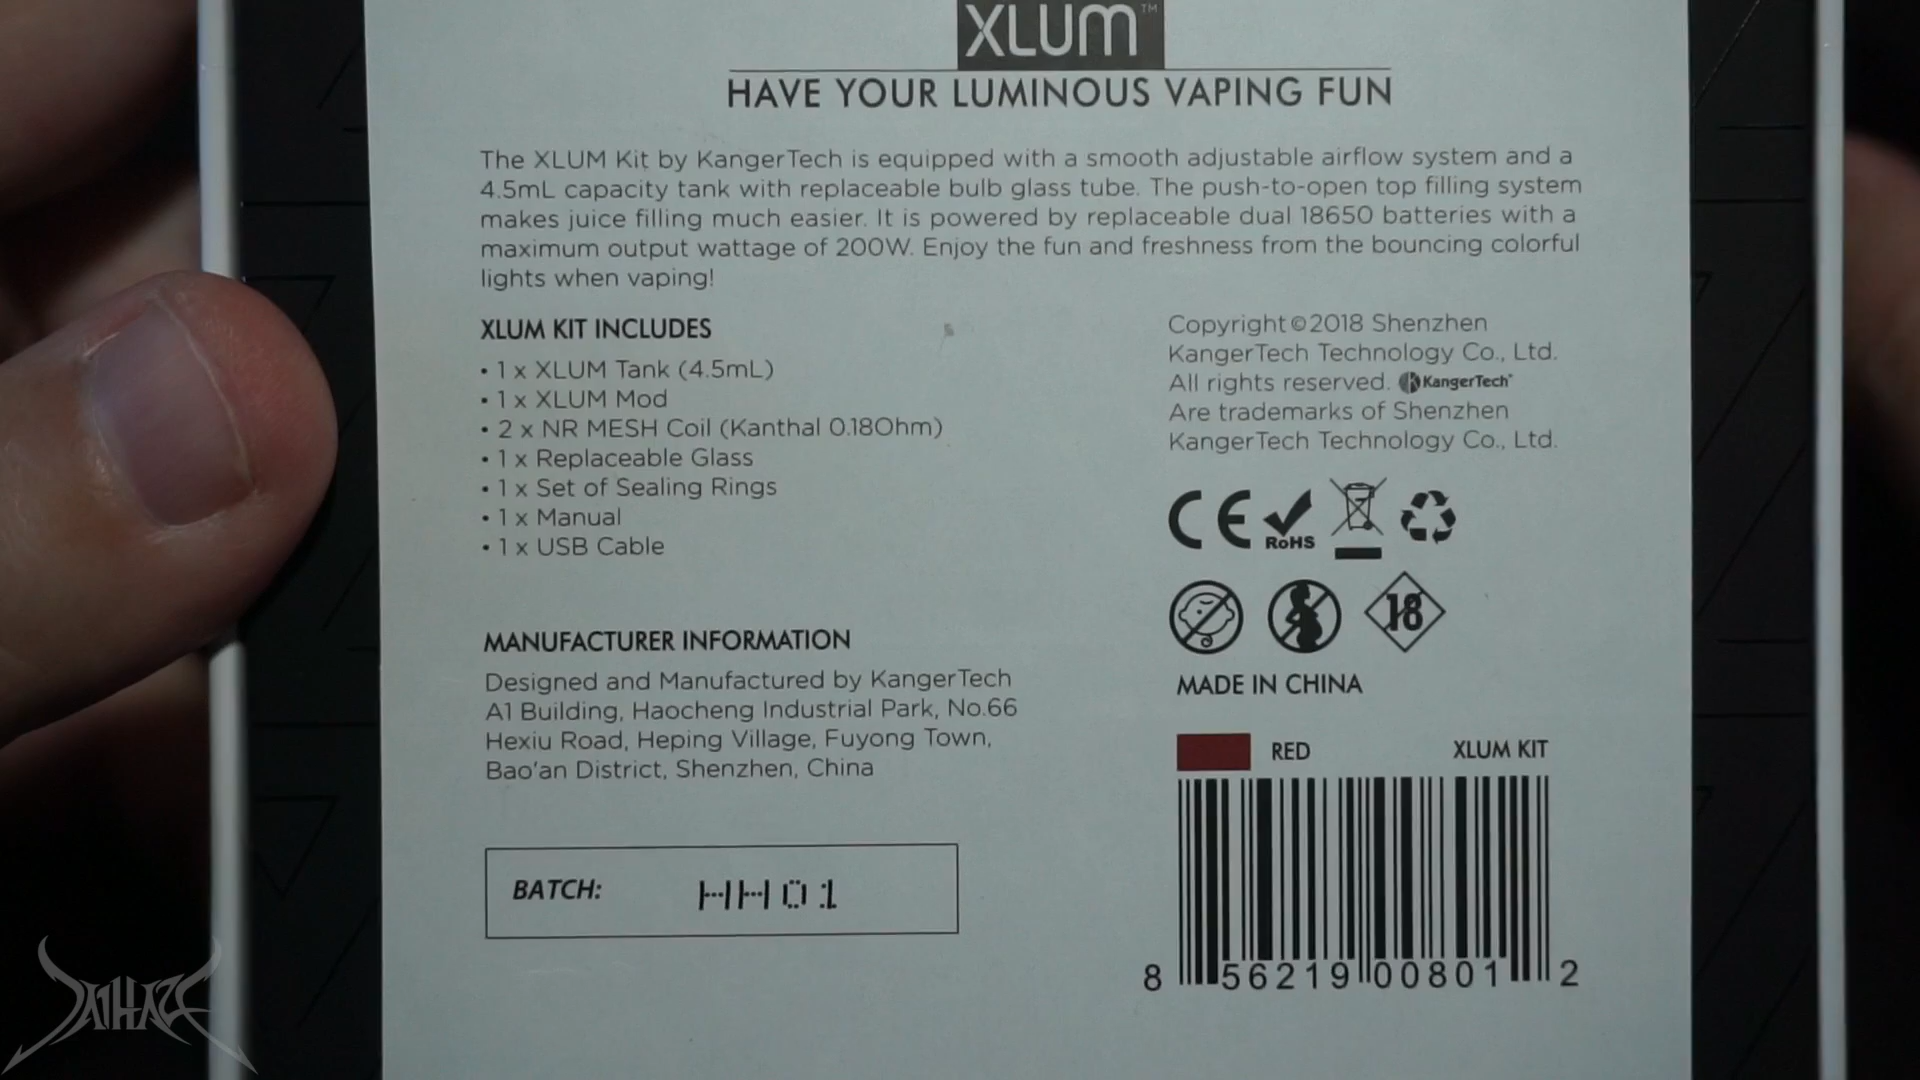 XLUM™
HAVE YOUR LUMINOUS VAPING FUN
The XLUM Kit by KangerTech is equipped with a smooth adjustable airflow system and a
4.5mL capacity tank with replaceable bulb glass tube. The push-to-open top filling system
makes juice filling much easier. It is powered by replaceable dual 18650 batteries with a
maximum output wattage of 200W. Enjoy the fun and freshness from the bouncing colorful
lights when vaping!
XLUM KIT INCLUDES
• 1 x XLUM Tank (4.5mL)
• 1 x XLUM Mod
• 2 x NR MESH Coil (Kanthal 0.18Ohm)
• 1 x Replaceable Glass
• 1 x Set of Sealing Rings
• 1 x Manual
• 1 x USB Cable
MANUFACTURER INFORMATION
Designed and Manufactured by KangerTech
A1 Building, Haocheng Industrial Park, No.66
Hexiu Road, Heping Village, Fuyong Town,
Bao'an District, Shenzhen, China
BATCH: HH01
Copyright©2018 Shenzhen
KangerTech Technology Co., Ltd.
All rights reserved. KangerTech
Are trademarks of Shenzhen
KangerTech Technology Co., Ltd.
CE RoHS
18
MADE IN CHINA
RED XLUM KIT
8 56219 00801 2
DAIHAZE